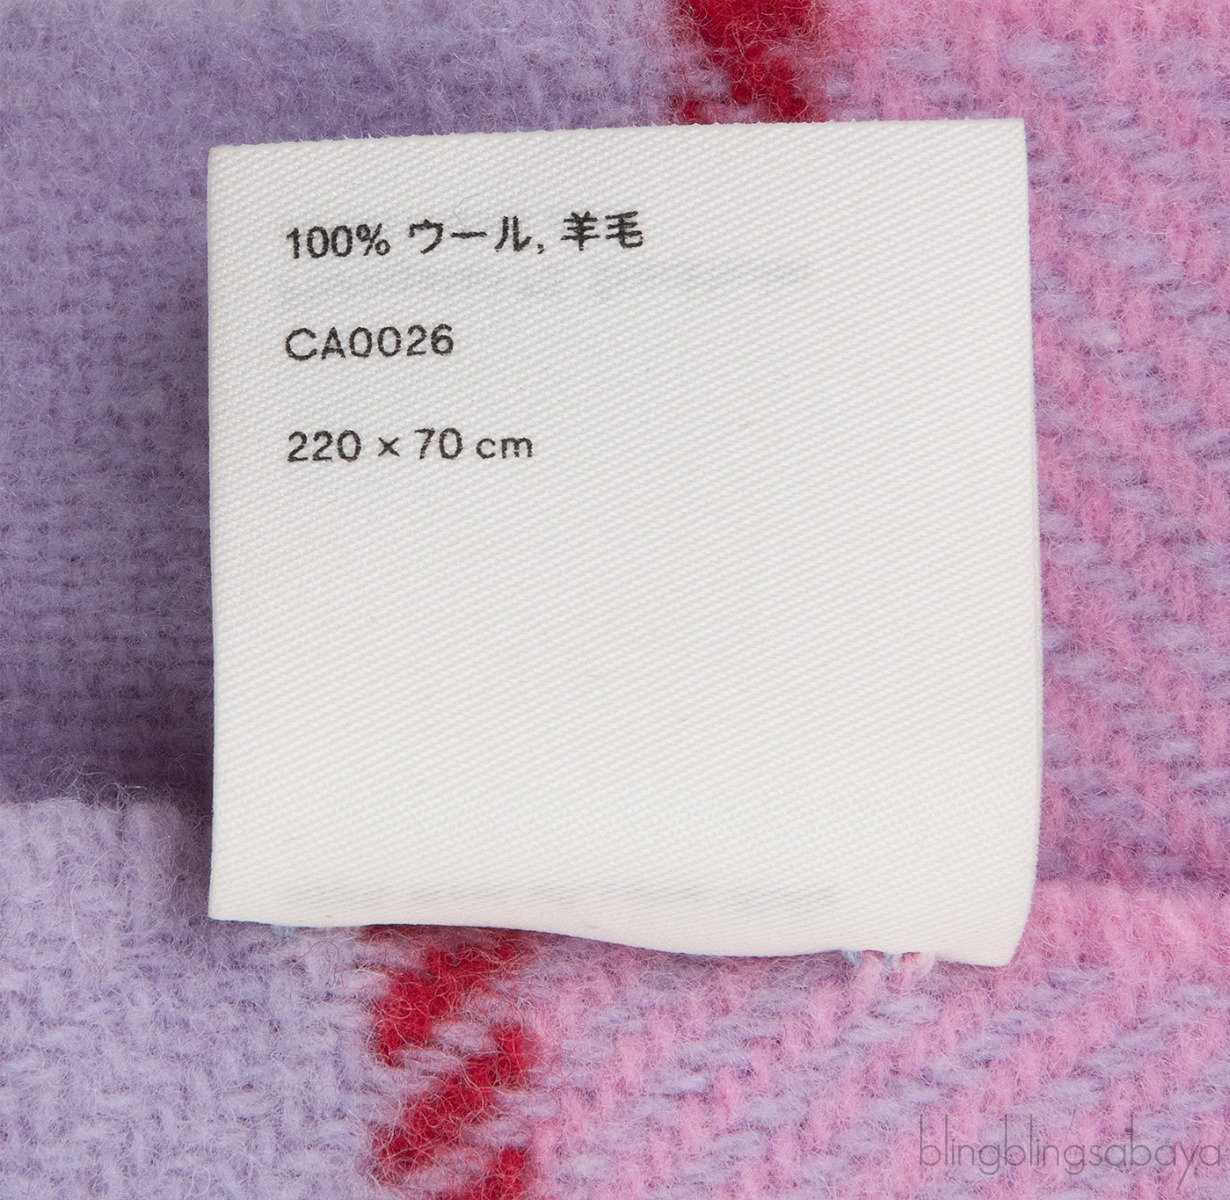 100% ウール, 羊毛
CA0026
220 × 70 cm
blingblingsabaya